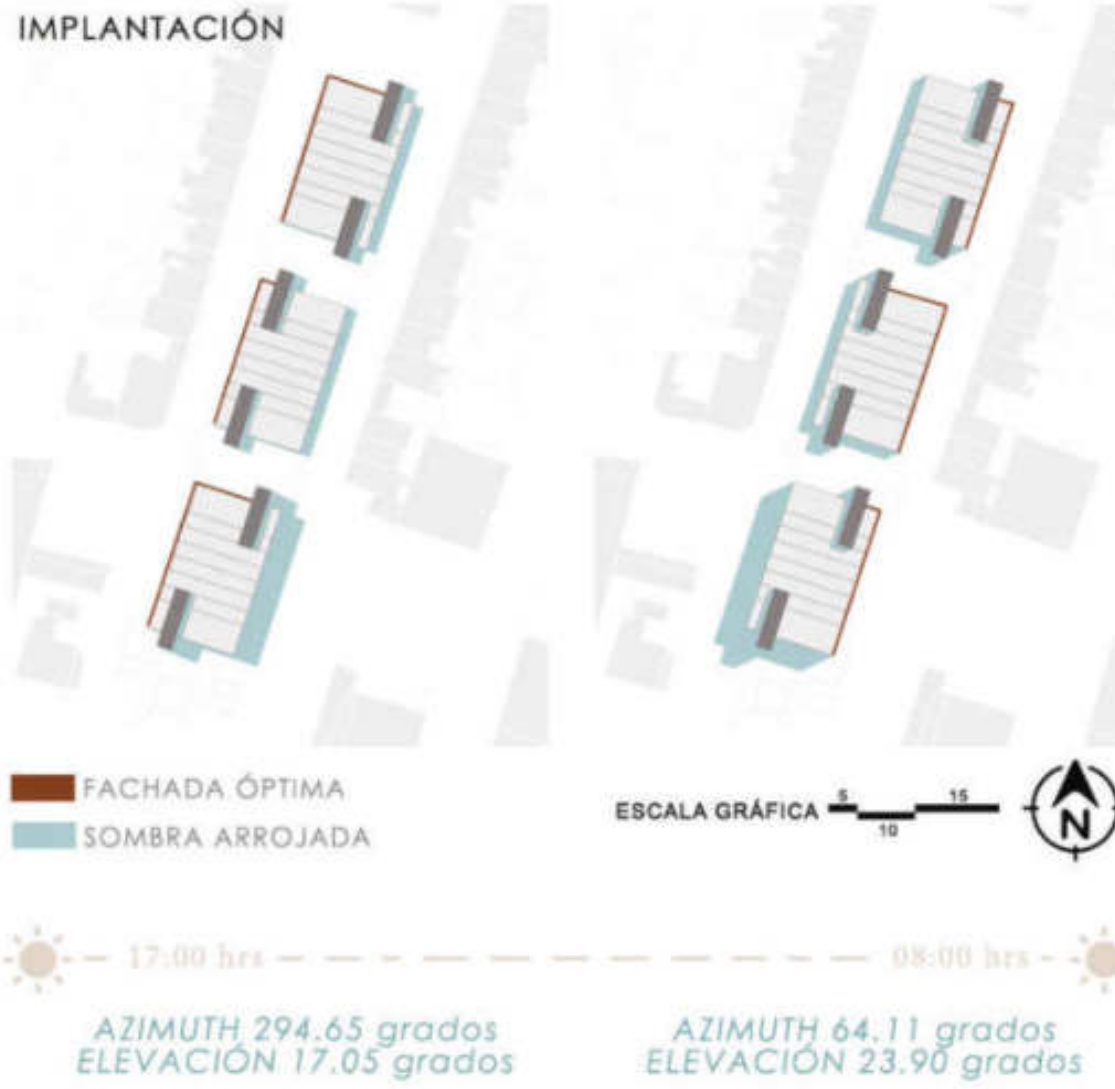 IMPLANTACIÓN
FACHADA ÓPTIMA
SOMBRA ARROJADA
ESCALA GRÁFICA 5 10 15
N
17:00 hrs
08:00 hrs
AZIMUTH 294.65 grados
ELEVACIÓN 17.05 grados
AZIMUTH 64.11 grados
ELEVACIÓN 23.90 grados